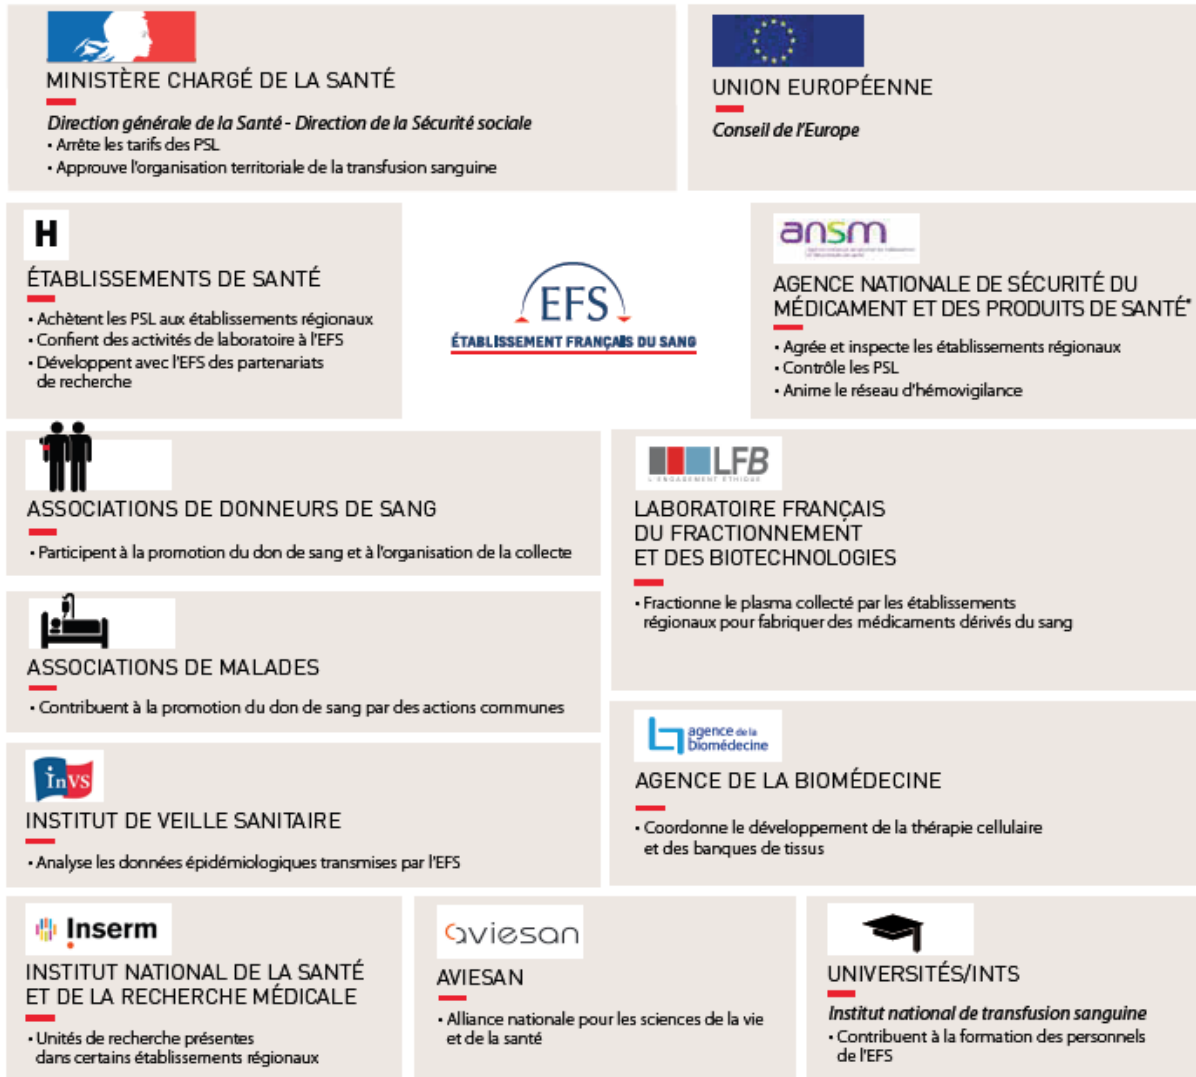 MINISTÈRE CHARGÉ DE LA SANTÉ
Direction générale de la Santé - Direction de la Sécurité sociale
• Arrête les tarifs des PSL
• Approuve l'organisation territoriale de la transfusion sanguine
UNION EUROPÉENNE
Conseil de l'Europe
H
ÉTABLISSEMENTS DE SANTÉ
• Achètent les PSL aux établissements régionaux
• Confient des activités de laboratoire à l'EFS
• Développent avec l'EFS des partenariats
de recherche
EFS
ÉTABLISSEMENT FRANÇAIS DU SANG
ansm
AGENCE NATIONALE DE SÉCURITÉ DU
MÉDICAMENT ET DES PRODUITS DE SANTÉ*
• Agrée et inspecte les établissements régionaux
• Contrôle les PSL
• Anime le réseau d'hémovigilance
ASSOCIATIONS DE DONNEURS DE SANG
• Participent à la promotion du don de sang et à l'organisation de la collecte
LFB
L'ENGAGEMENT ÉTHIQUE
LABORATOIRE FRANÇAIS
DU FRACTIONNEMENT
ET DES BIOTECHNOLOGIES
• Fractionne le plasma collecté par les établissements
régionaux pour fabriquer des médicaments dérivés du sang
ASSOCIATIONS DE MALADES
• Contribuent à la promotion du don de sang par des actions communes
agence de la
biomédecine
AGENCE DE LA BIOMÉDECINE
• Coordonne le développement de la thérapie cellulaire
et des banques de tissus
InVS
INSTITUT DE VEILLE SANITAIRE
• Analyse les données épidémiologiques transmises par l'EFS
Inserm
INSTITUT NATIONAL DE LA SANTÉ
ET DE LA RECHERCHE MÉDICALE
• Unités de recherche présentes
dans certains établissements régionaux
aviesan
AVIESAN
• Alliance nationale pour les sciences de la vie
et de la santé
UNIVERSITÉS/INTS
Institut national de transfusion sanguine
• Contribuent à la formation des personnels
de l'EFS